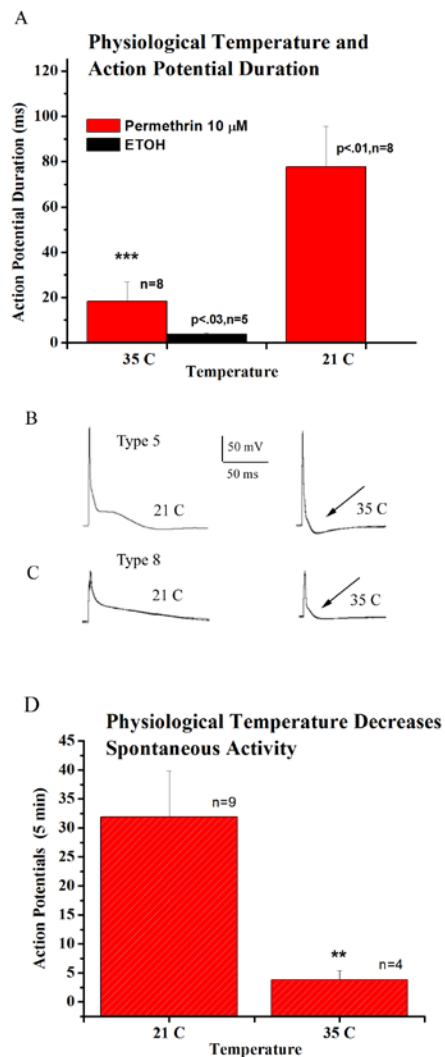 A
Physiological Temperature and
Action Potential Duration
120
100
80
60
40
20
0
Action Potential Duration (ms)
Permethrin 10 μM
ETOH
p<.01,n=8
***
n=8
p<.03,n=5
35 C
21 C
Temperature
B
Type 5
50 mV
50 ms
21 C
35 C
C
Type 8
21 C
35 C
D
Physiological Temperature Decreases
Spontaneous Activity
45
40
35
30
25
20
15
10
5
0
Action Potentials (5 min)
n=9
**
n=4
21 C
35 C
Temperature